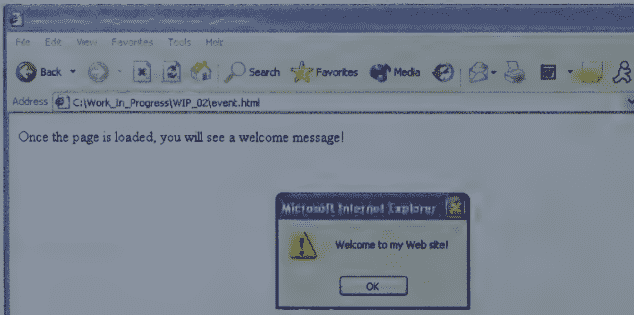 File Edit View Favorites Tools Help
Back Search Favorites Media
Address C:\Work_In_Progress\WIP_02\event.html
Once the page is loaded, you will see a welcome message!
Microsoft Internet Explorer
Welcome to my Web site!
OK